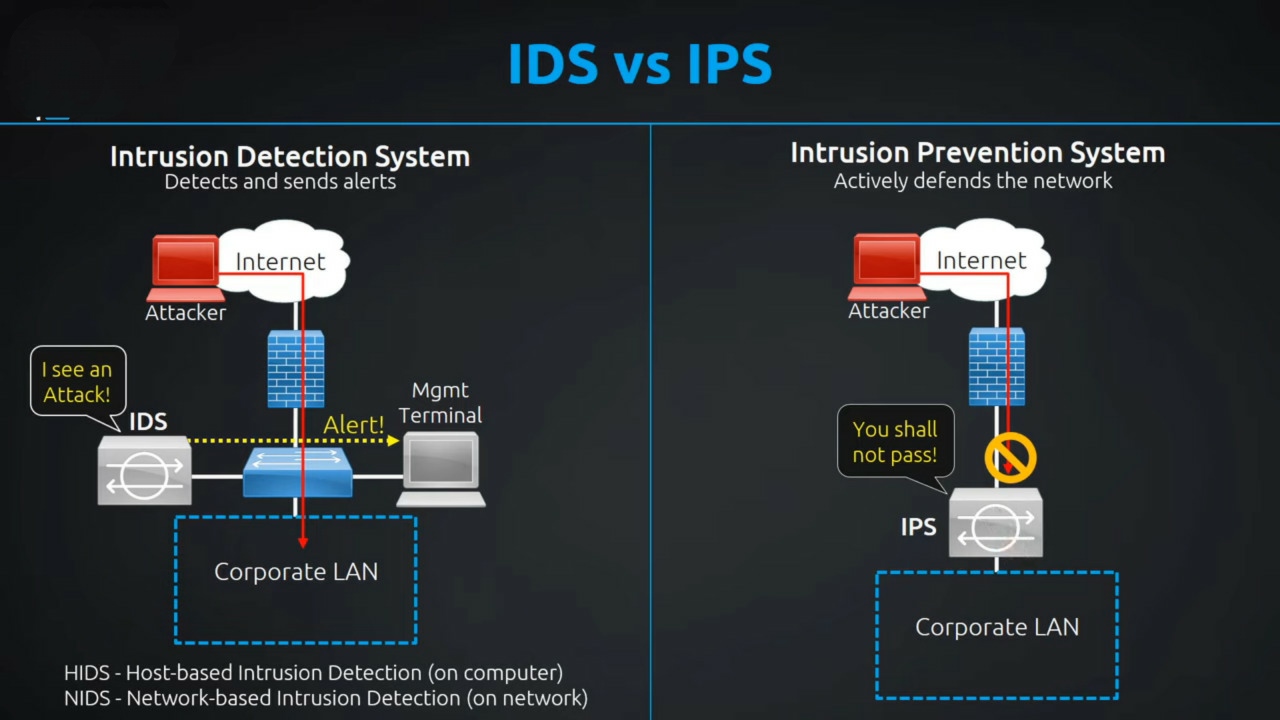 IDS vs IPS
Intrusion Detection System
Detects and sends alerts
Internet
Attacker
I see an
Attack!
IDS
Alert!
Mgmt
Terminal
Corporate LAN
HIDS - Host-based Intrusion Detection (on computer)
NIDS - Network-based Intrusion Detection (on network)
Intrusion Prevention System
Actively defends the network
Internet
Attacker
You shall
not pass!
IPS
Corporate LAN